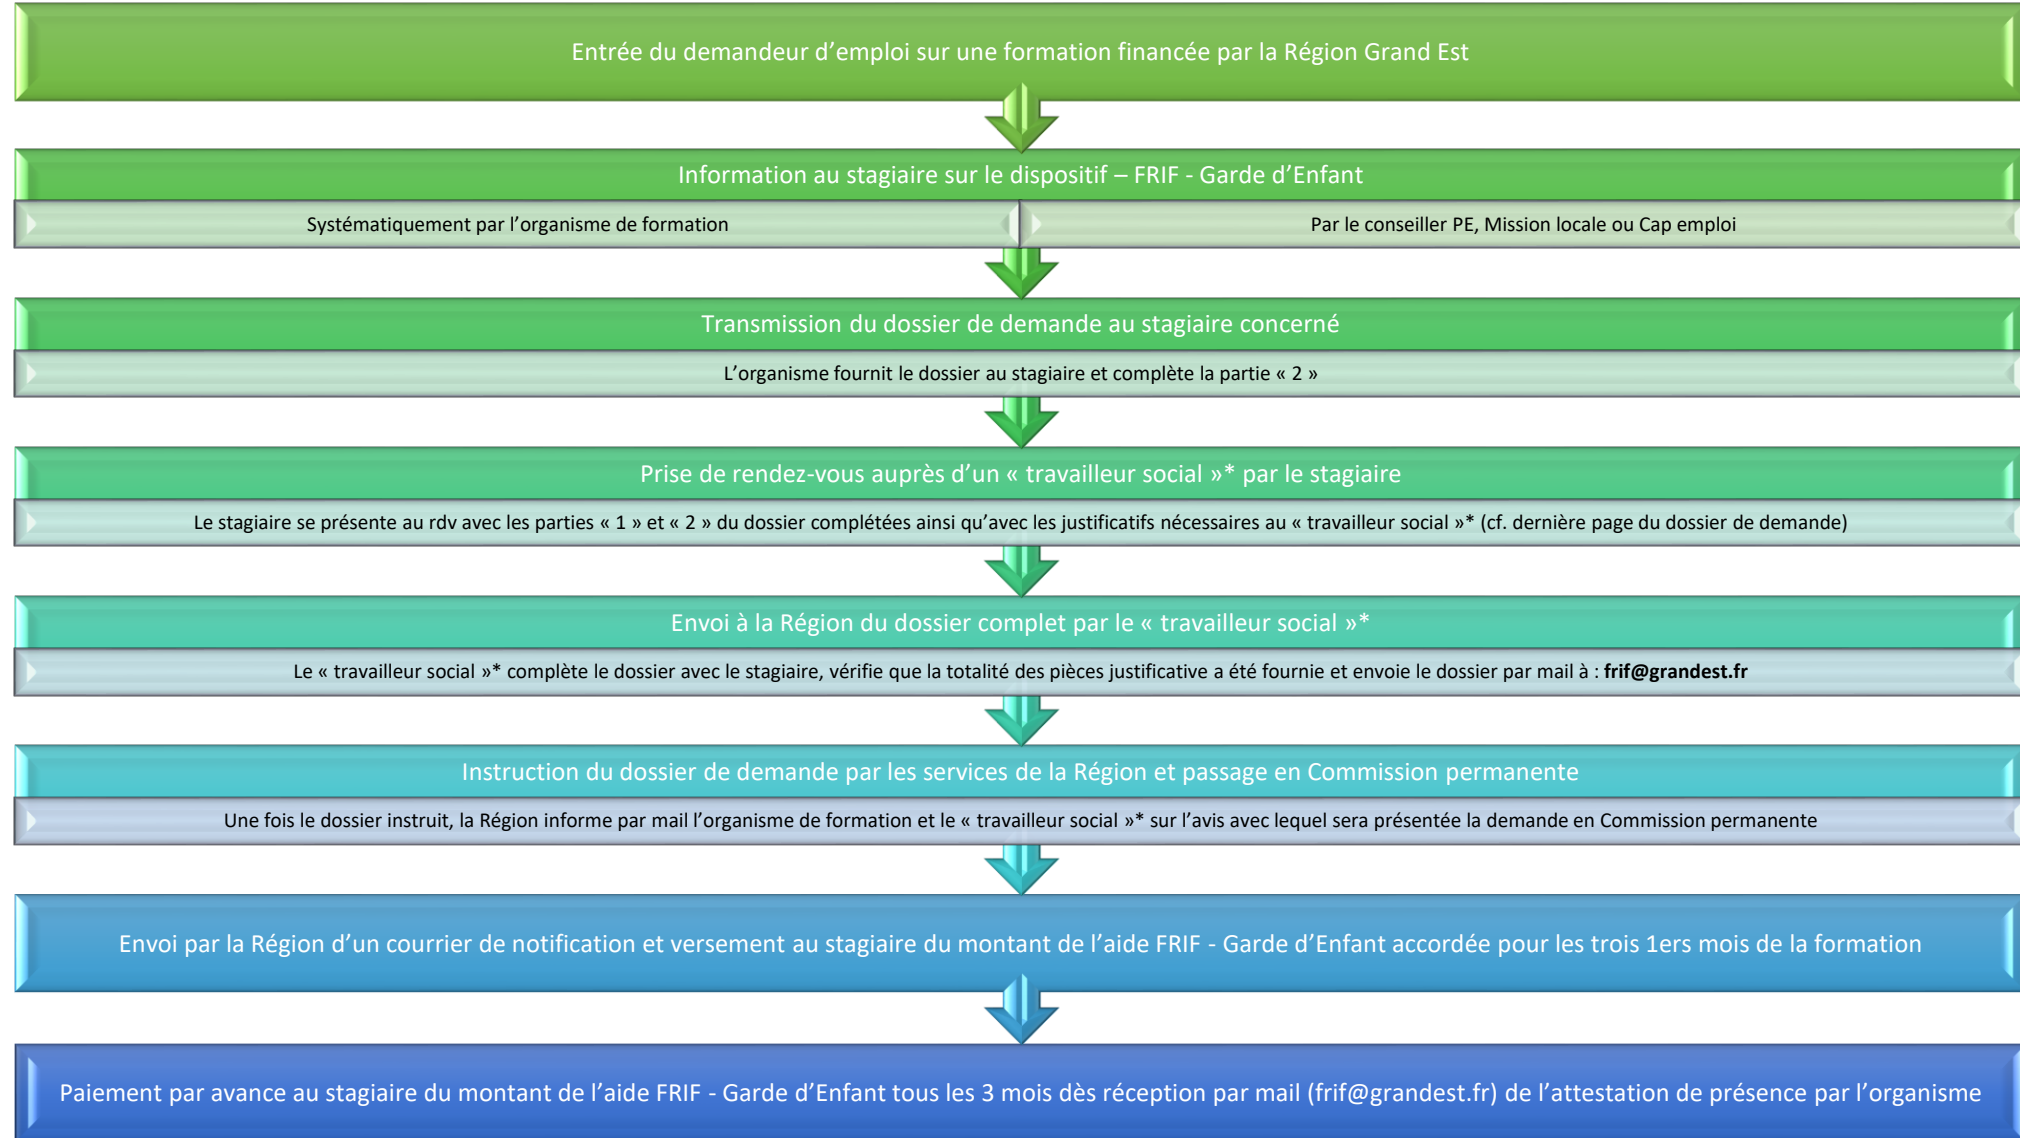 Entrée du demandeur d’emploi sur une formation financée par la Région Grand Est
Information au stagiaire sur le dispositif – FRIF - Garde d’Enfant
Systématiquement par l’organisme de formation
Par le conseiller PE, Mission locale ou Cap emploi
Transmission du dossier de demande au stagiaire concerné
L’organisme fournit le dossier au stagiaire et complète la partie « 2 »
Prise de rendez-vous auprès d’un « travailleur social »* par le stagiaire
Le stagiaire se présente au rdv avec les parties « 1 » et « 2 » du dossier complétées ainsi qu’avec les justificatifs nécessaires au « travailleur social »* (cf. dernière page du dossier de demande)
Envoi à la Région du dossier complet par le « travailleur social »*
Le « travailleur social »* complète le dossier avec le stagiaire, vérifie que la totalité des pièces justificative a été fournie et envoie le dossier par mail à : frif@grandest.fr
Instruction du dossier de demande par les services de la Région et passage en Commission permanente
Une fois le dossier instruit, la Région informe par mail l’organisme de formation et le « travailleur social »* sur l’avis avec lequel sera présentée la demande en Commission permanente
Envoi par la Région d’un courrier de notification et versement au stagiaire du montant de l’aide FRIF - Garde d’Enfant accordée pour les trois 1ers mois de la formation
Paiement par avance au stagiaire du montant de l’aide FRIF - Garde d’Enfant tous les 3 mois dès réception par mail (frif@grandest.fr) de l’attestation de présence par l’organisme